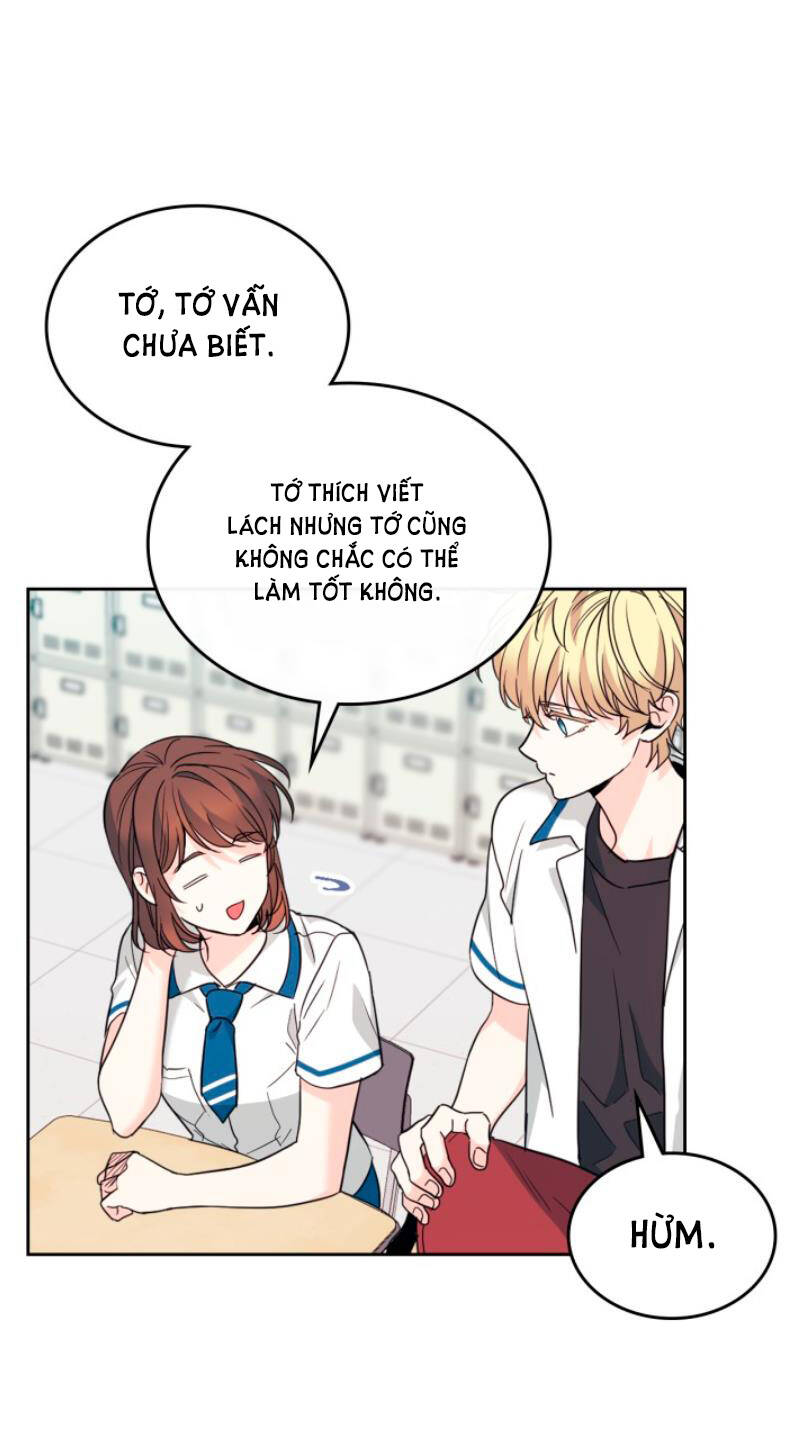 TỚ, TỚ VẪN
CHƯA BIẾT.
TỚ THÍCH VIẾT
LÁCH NHƯNG TỚ CŨNG
KHÔNG CHẮC CÓ THỂ
LÀM TỐT KHÔNG.
HỪM.